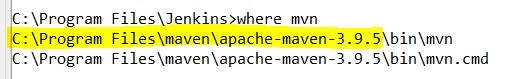 C:\Program Files\Jenkins>where mvn
C:\Program Files\maven\apache-maven-3.9.5\bin\mvn
C:\Program Files\maven\apache-maven-3.9.5\bin\mvn.cmd